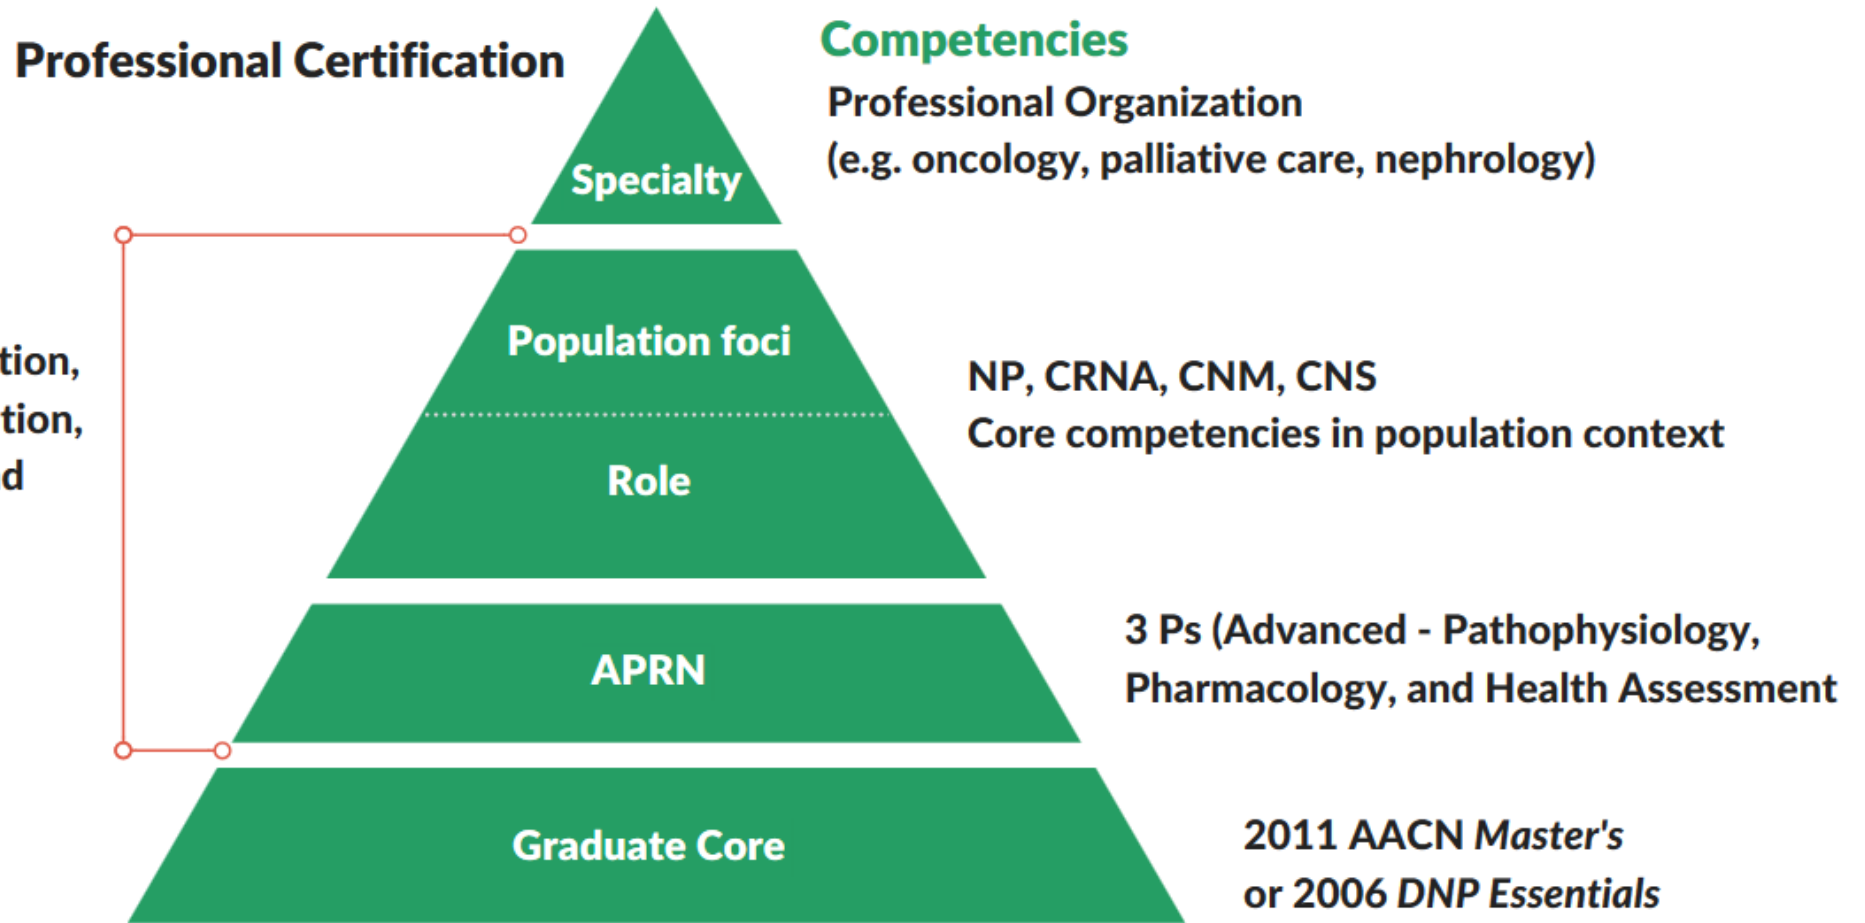 Professional Certification
Competencies
Professional Organization
(e.g. oncology, palliative care, nephrology)
Specialty
Population foci
tion,
tion,
d
NP, CRNA, CNM, CNS
Core competencies in population context
Role
APRN
3 Ps (Advanced - Pathophysiology,
Pharmacology, and Health Assessment
Graduate Core
2011 AACN Master's
or 2006 DNP Essentials